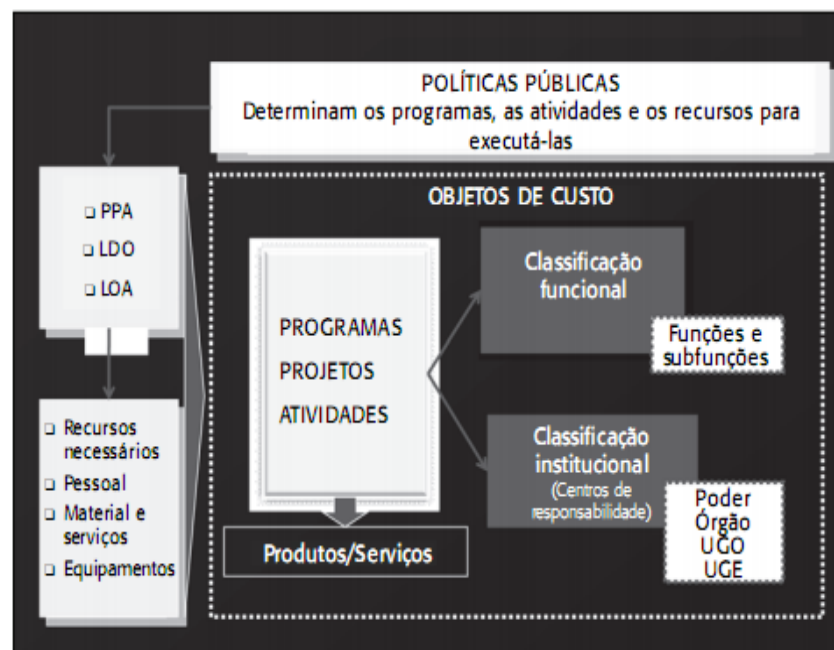 POLÍTICAS PÚBLICAS
Determinam os programas, as atividades e os recursos para
executá-las
PPA
LDO
LOA
Recursos
necessários
Pessoal
Material e
serviços
Equipamentos
OBJETOS DE CUSTO
PROGRAMAS
PROJETOS
ATIVIDADES
Produtos/Serviços
Classificação
funcional
Funções e
subfunções
Classificação
institucional
(Centros de
responsabilidade)
Poder
Órgão
UGO
UGE